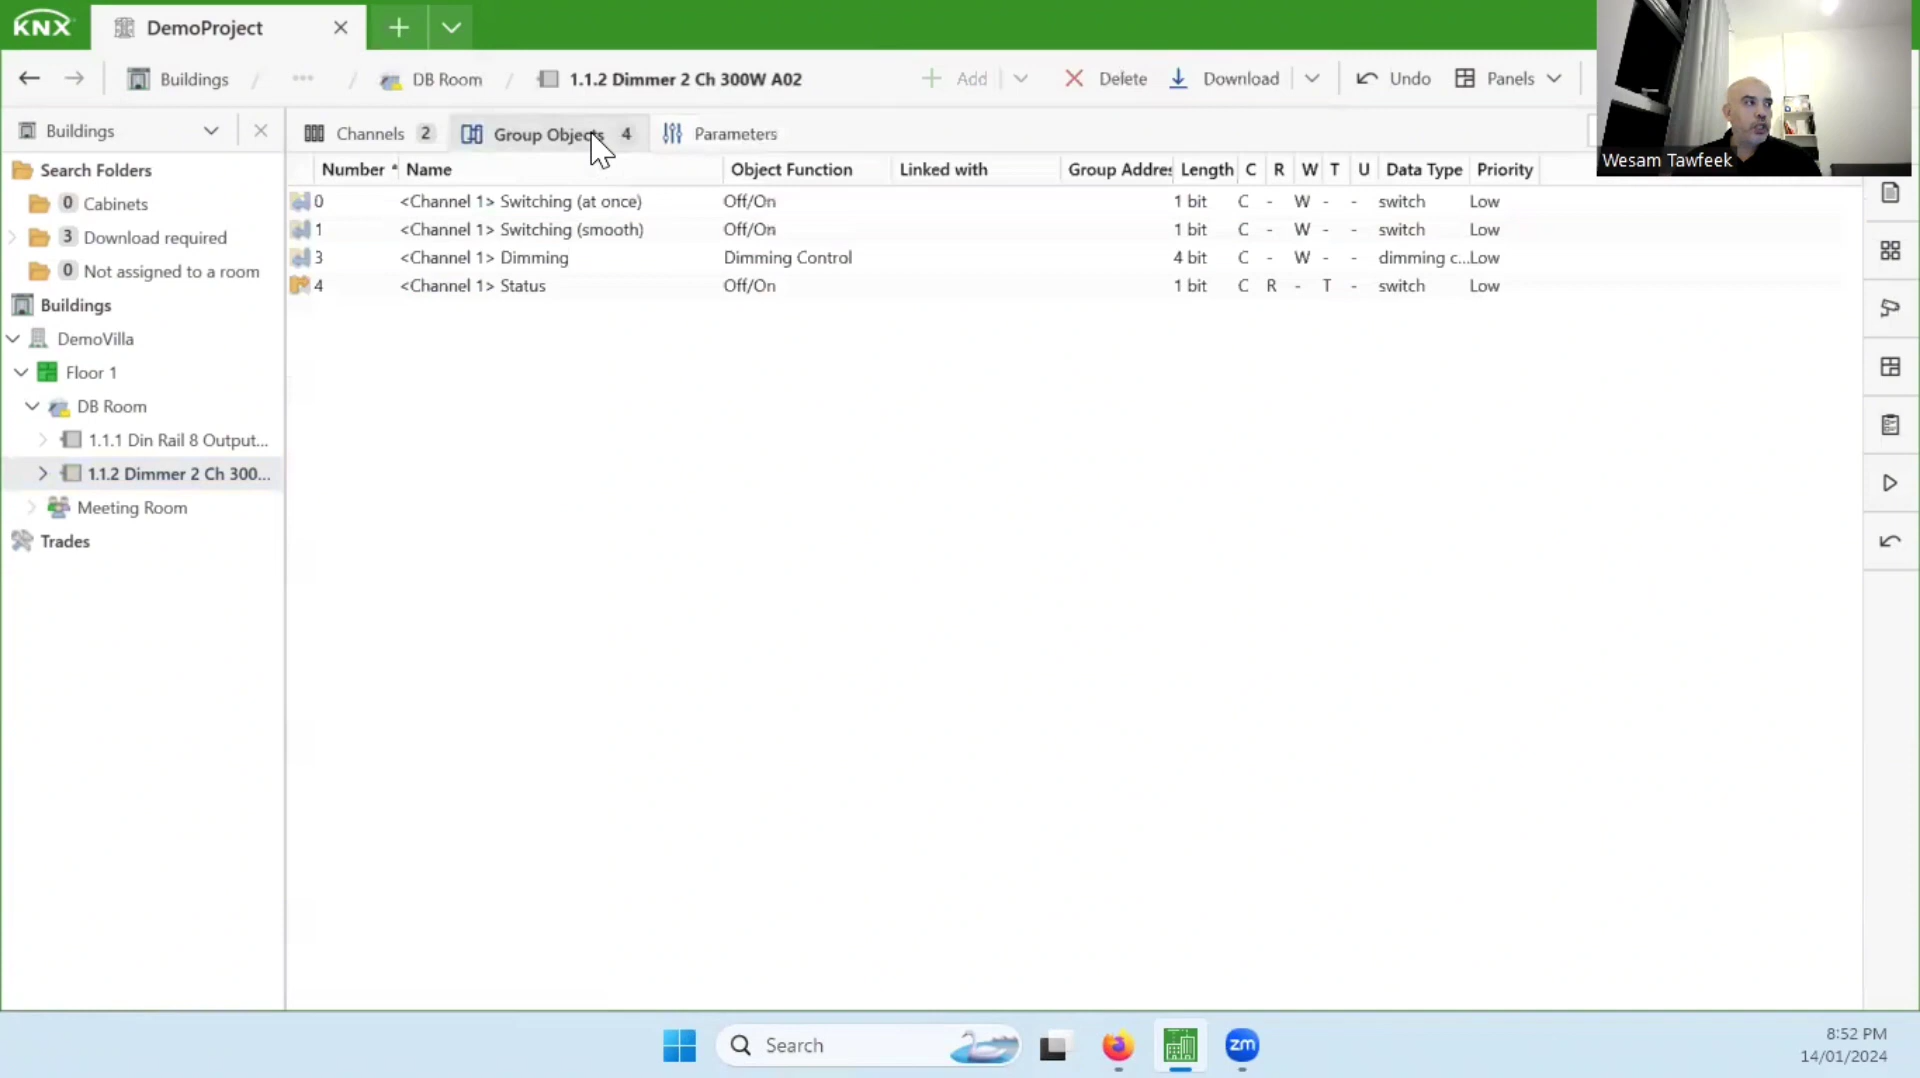 KNX DemoProject
Buildings / ... / DB Room / 1.1.2 Dimmer 2 Ch 300W A02 Add Delete Download Undo Panels
Buildings
Channels 2 Group Objects 4 Parameters
Wesam Tawfeek
Number Name Object Function Linked with Group Addres Length C R W T U Data Type Priority
0 <Channel 1> Switching (at once) Off/On 1 bit C - W - - switch Low
1 <Channel 1> Switching (smooth) Off/On 1 bit C - W - - switch Low
3 <Channel 1> Dimming Dimming Control 4 bit C - W - - dimming c...Low
4 <Channel 1> Status Off/On 1 bit C R - T - switch Low
Search Folders
0 Cabinets
3 Download required
0 Not assigned to a room
Buildings
DemoVilla
Floor 1
DB Room
1.1.1 Din Rail 8 Output...
1.1.2 Dimmer 2 Ch 300...
Meeting Room
Trades
Search
zm
8:52 PM
14/01/2024